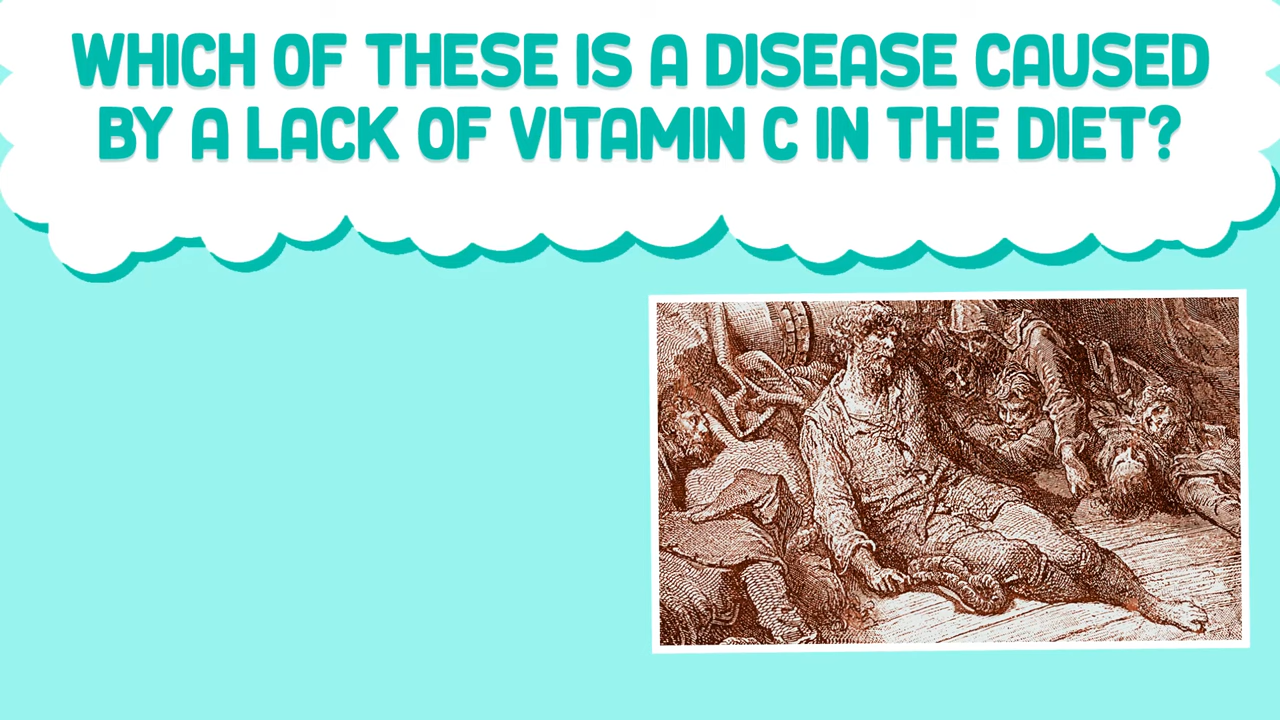 WHICH OF THESE IS A DISEASE CAUSED
BY A LACK OF VITAMIN C IN THE DIET?